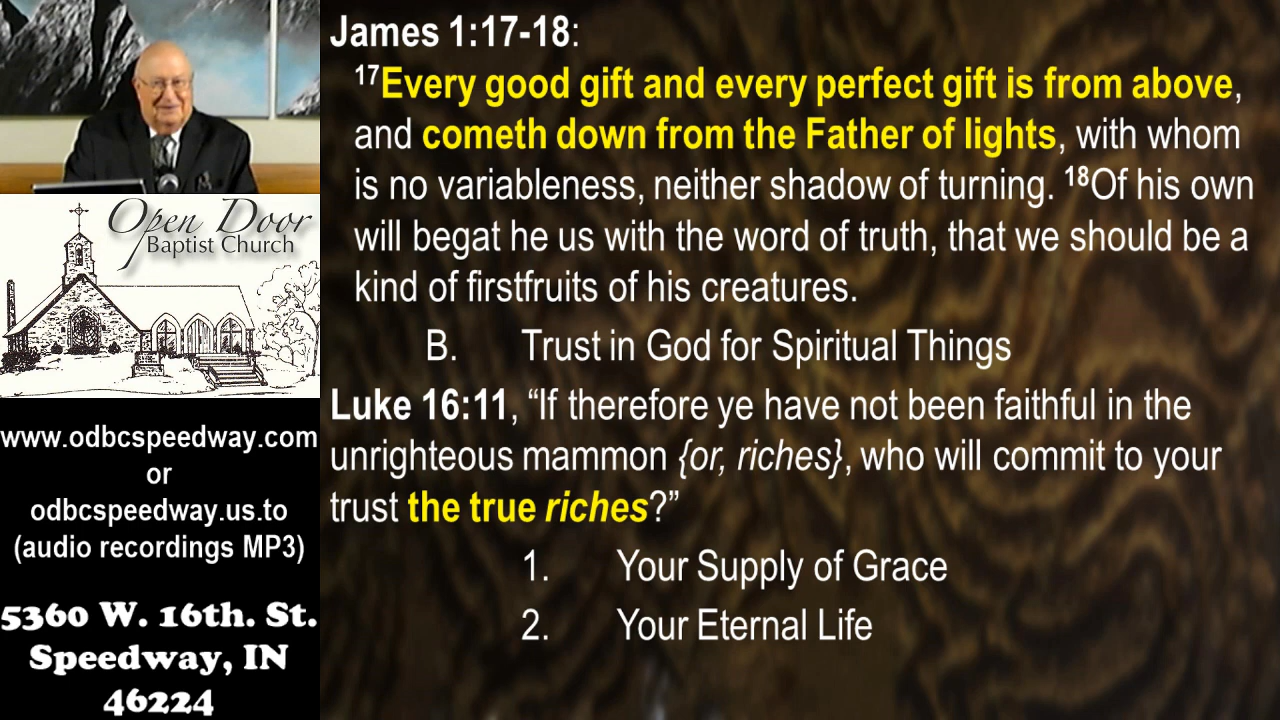 Open Door
Baptist Church
www.odbcspeedway.com
or
odbcspeedway.us.to
(audio recordings MP3)
5360 W. 16th. St.
Speedway, IN
46224
James 1:17-18:
17Every good gift and every perfect gift is from above,
and cometh down from the Father of lights, with whom
is no variableness, neither shadow of turning. 18Of his own
will begat he us with the word of truth, that we should be a
kind of firstfruits of his creatures.
B. Trust in God for Spiritual Things
Luke 16:11, “If therefore ye have not been faithful in the
unrighteous mammon {or, riches}, who will commit to your
trust the true riches?”
1. Your Supply of Grace
2. Your Eternal Life